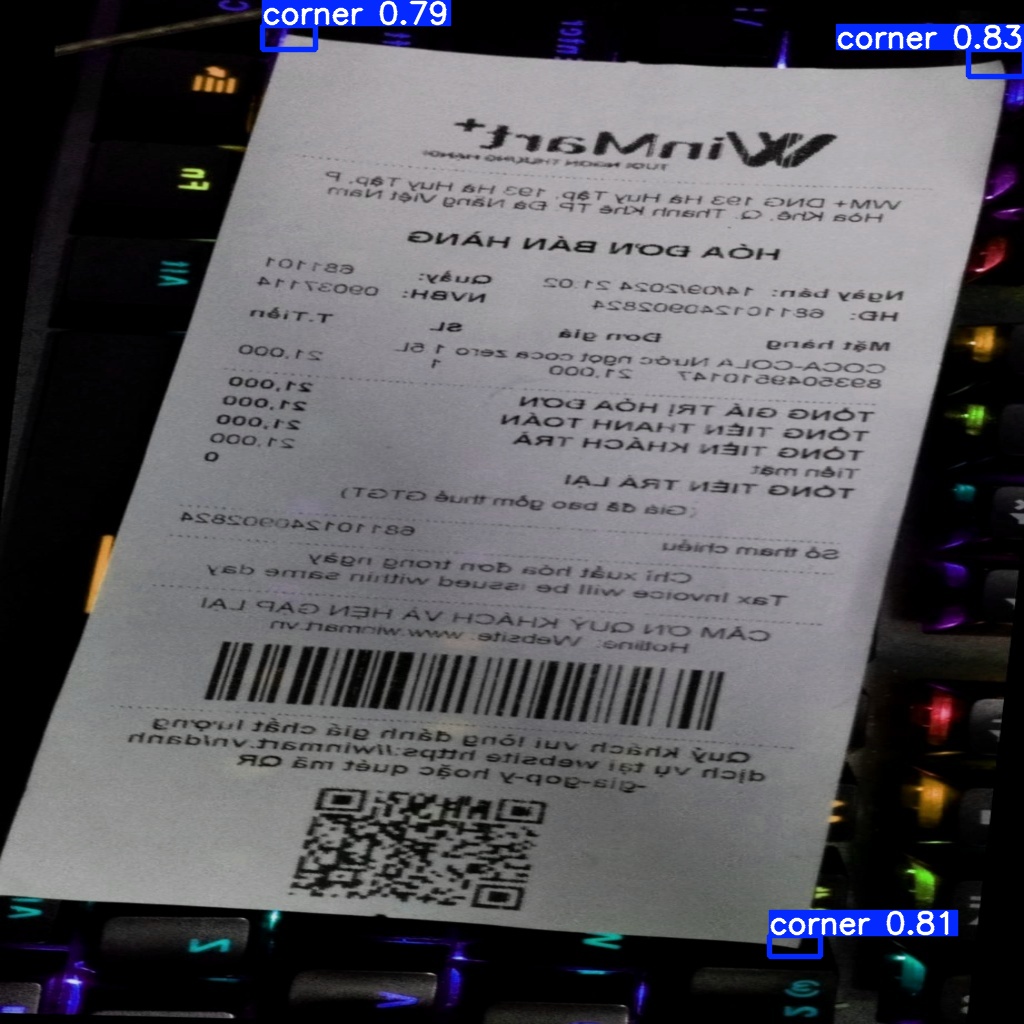 corner 0.79
corner 0.83
WinMart+
TƯƠI NGON THƯỢNG HẠNG
WM+ DNG 193 Hà Huy Tập, 193 Hà Huy Tập, P.
Hòa Khê, Q. Thanh Khê TP. Đà Nẵng Việt Nam
HÓA ĐƠN BÁN HÀNG
Ngày bán: 14/09/2024 21:02 Quầy: 681101
HĐ: 681101240902824 NVBH: 09037114
Mặt hàng Đơn giá SL T.Tiền
COCA-COLA Nước ngọt coca zero 1.5L
8935049510147 21,000 1 21,000
TỔNG GIÁ TRỊ HÓA ĐƠN 21,000
TỔNG TIỀN THANH TOÁN 21,000
TỔNG TIỀN KHÁCH TRẢ 21,000
Tiền mặt 21,000
TỔNG TIỀN TRẢ LẠI 0
(Giá đã bao gồm thuế GTGT)
Số tham chiếu 681101240902824
Chỉ xuất hóa đơn trong ngày
Tax Invoice will be issued within same day
CẢM ƠN QUÝ KHÁCH VÀ HẸN GẶP LẠI
Hotline: Website: www.winmart.vn
Quý khách vui lòng đánh giá chất lượng
dịch vụ tại website https://winmart.vn/danh
-gia-gop-y hoặc quét mã QR
corner 0.81